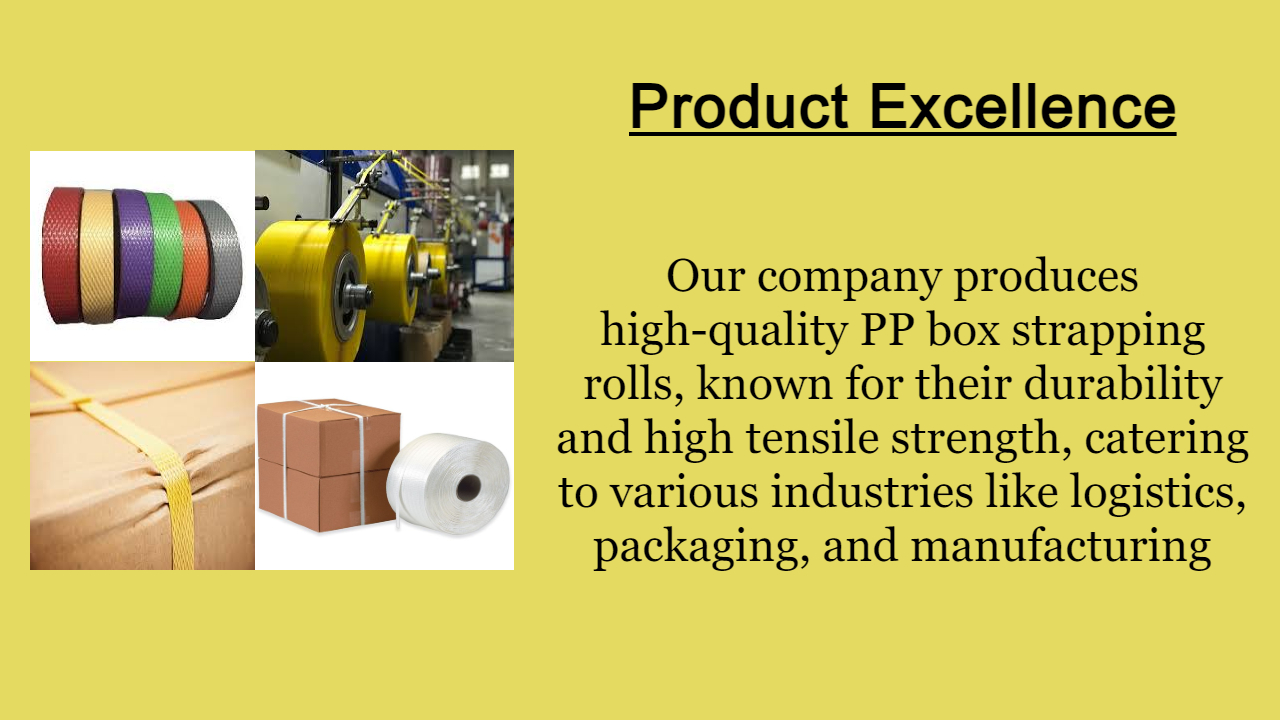 Product Excellence
Our company produces
high-quality PP box strapping
rolls, known for their durability
and high tensile strength, catering
to various industries like logistics,
packaging, and manufacturing